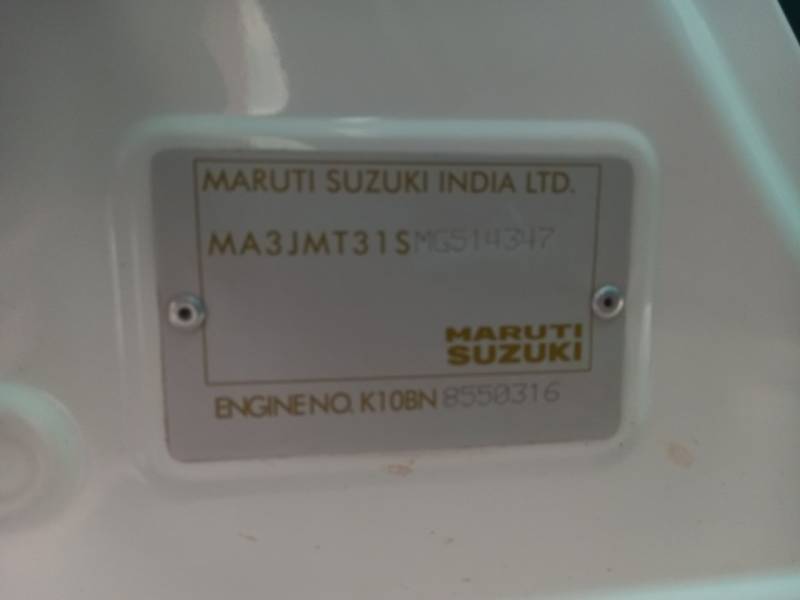 MARUTI SUZUKI INDIA LTD.
MA3JMT31SMG514347
MARUTI
SUZUKI
ENGINE NO. K10BN 8550316